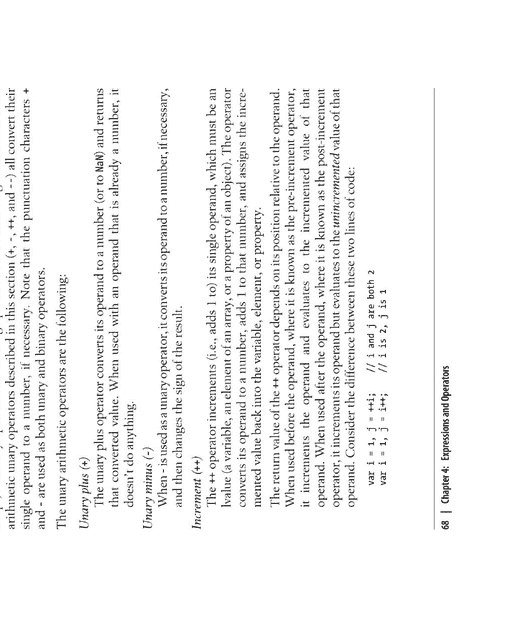 arithmetic unary operators described in this section (+, -, ++, and --) all convert their
single operand to a number, if necessary. Note that the punctuation characters +
and - are used as both unary and binary operators.
The unary arithmetic operators are the following:
Unary plus (+)
The unary plus operator converts its operand to a number (or to NaN) and returns
that converted value. When used with an operand that is already a number, it
doesn't do anything.
Unary minus (-)
When - is used as a unary operator, it converts its operand to a number, if necessary,
and then changes the sign of the result.
Increment (++)
The ++ operator increments (i.e., adds 1 to) its single operand, which must be an
lvalue (a variable, an element of an array, or a property of an object). The operator
converts its operand to a number, adds 1 to that number, and assigns the incre-
mented value back into the variable, element, or property.
The return value of the ++ operator depends on its position relative to the operand.
When used before the operand, where it is known as the pre-increment operator,
it increments the operand and evaluates to the incremented value of that
operand. When used after the operand, where it is known as the post-increment
operator, it increments its operand but evaluates to the unincremented value of that
operand. Consider the difference between these two lines of code:
var i = 1, j = ++i; // i and j are both 2
var i = 1, j = i++; // i is 2, j is 1
68 | Chapter 4: Expressions and Operators